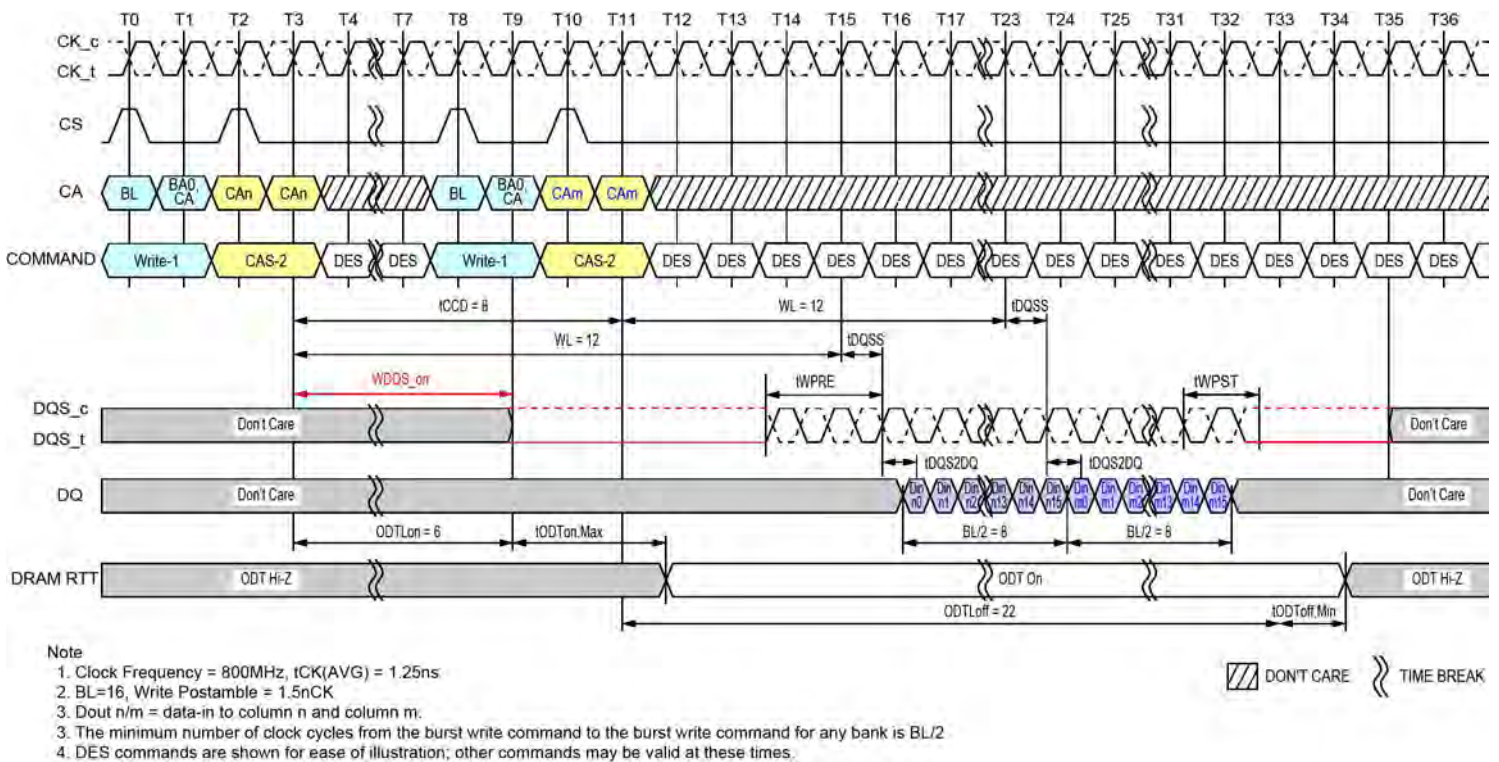 T0 T1 T2 T3 T4 T7 T8 T9 T10 T11 T12 T13 T14 T15 T16 T17 T23 T24 T25 T31 T32 T33 T34 T35 T36
CK_c
CK_t
CS
CA BL BA0, CA CAn CAn BL BA0, CA CAm CAm
COMMAND Write-1 CAS-2 DES DES Write-1 CAS-2 DES DES DES DES DES DES DES DES DES DES DES DES DES DES DES
tCCD = 8 WL = 12 tDQSS
WL = 12 tDQSS
WDQS_on tWPRE tWPST
DQS_c
DQS_t Don't Care Don't Care
tDQS2DQ tDQS2DQ
DQ Don't Care Din n0 Din n1 Din n2 Din n13 Din n14 Din n15 Din m0 Din m1 Din m2 Din m13 Din m14 Din m15 Don't Care
ODTLon = 6 tODTon,Max BL/2 = 8 BL/2 = 8
DRAM RTT ODT Hi-Z ODT On ODT Hi-Z
ODTLoff = 22 tODToff,Min
Note
1. Clock Frequency = 800MHz, tCK(AVG) = 1.25ns
2. BL=16, Write Postamble = 1.5nCK
3. Dout n/m = data-in to column n and column m.
3. The minimum number of clock cycles from the burst write command to the burst write command for any bank is BL/2
4. DES commands are shown for ease of illustration; other commands may be valid at these times.
DON'T CARE TIME BREAK